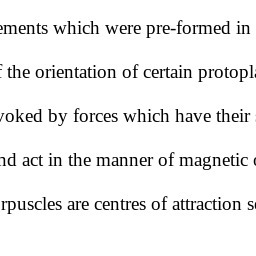 ements which were pre-formed in
the orientation of certain protopla
voked by forces which have their
nd act in the manner of magnetic
rpuscles are centres of attraction